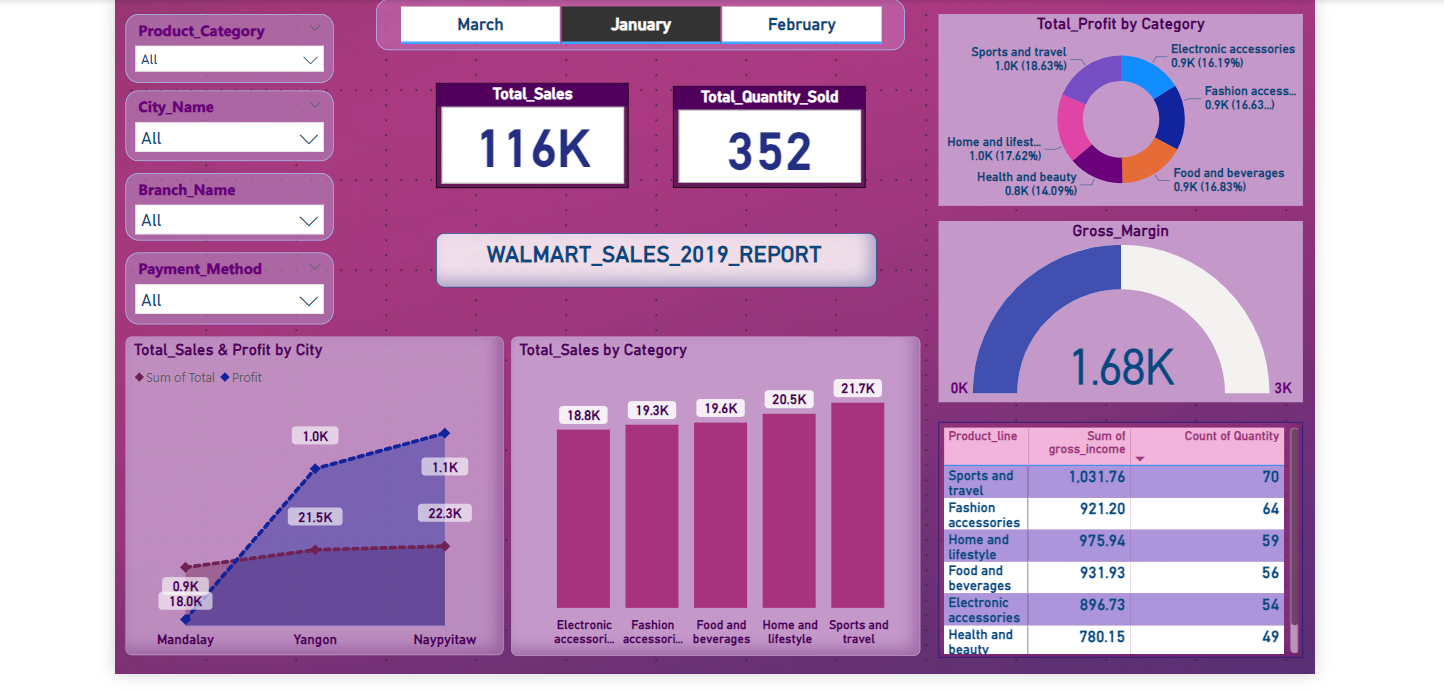 Product_Category
All
City_Name
All
Branch_Name
All
Payment_Method
All
March
January
February
Total_Sales
116K
Total_Quantity_Sold
352
WALMART_SALES_2019_REPORT
Total_Profit by Category
Sports and travel
1.0K (18.63%)
Electronic accessories
0.9K (16.19%)
Fashion access...
0.9K (16.63...)
Home and lifest...
1.0K (17.62%)
Health and beauty
0.8K (14.09%)
Food and beverages
0.9K (16.83%)
Gross_Margin
1.68K
0K
3K
Total_Sales & Profit by City
Sum of Total
Profit
1.0K
1.1K
21.5K
22.3K
0.9K
18.0K
Mandalay
Yangon
Naypyitaw
Total_Sales by Category
18.8K
19.3K
19.6K
20.5K
21.7K
Electronic
accessori...
Fashion
accessori...
Food and
beverages
Home and
lifestyle
Sports and
travel
Product_line
Sum of
gross_income
Count of Quantity
Sports and
travel
1,031.76
70
Fashion
accessories
921.20
64
Home and
lifestyle
975.94
59
Food and
beverages
931.93
56
Electronic
accessories
896.73
54
Health and
beauty
780.15
49